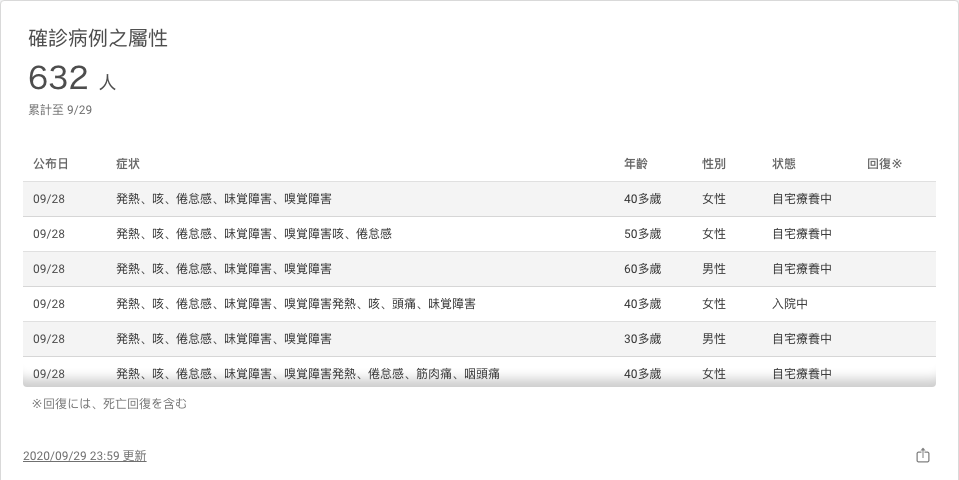 確診病例之屬性
632 人
累計至 9/29
公布日 症状 年齢 性別 状態 回復※
09/28 発熱、咳、倦怠感、味覚障害、嗅覚障害 40多歲 女性 自宅療養中
09/28 発熱、咳、倦怠感、味覚障害、嗅覚障害咳、倦怠感 50多歲 女性 自宅療養中
09/28 発熱、咳、倦怠感、味覚障害、嗅覚障害 60多歲 男性 自宅療養中
09/28 発熱、咳、倦怠感、味覚障害、嗅覚障害発熱、咳、頭痛、味覚障害 40多歲 女性 入院中
09/28 発熱、咳、倦怠感、味覚障害、嗅覚障害 30多歲 男性 自宅療養中
09/28 発熱、咳、倦怠感、味覚障害、嗅覚障害発熱、倦怠感、筋肉痛、咽頭痛 40多歲 女性 自宅療養中
※回復には、死亡回復を含む
2020/09/29 23:59 更新